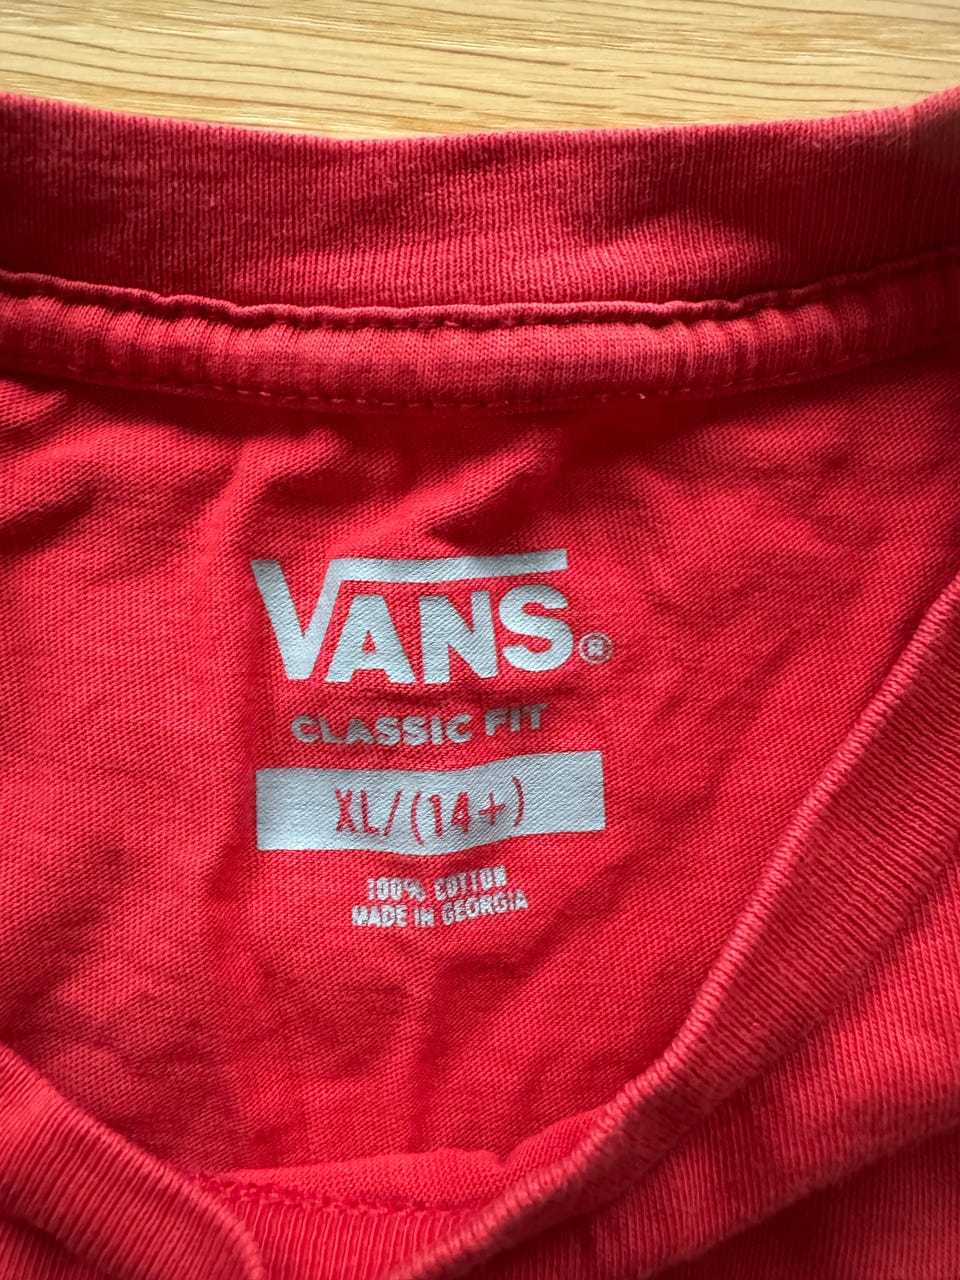 VANS®
CLASSIC FIT
XL/(14+)
100% COTTON
MADE IN GEORGIA